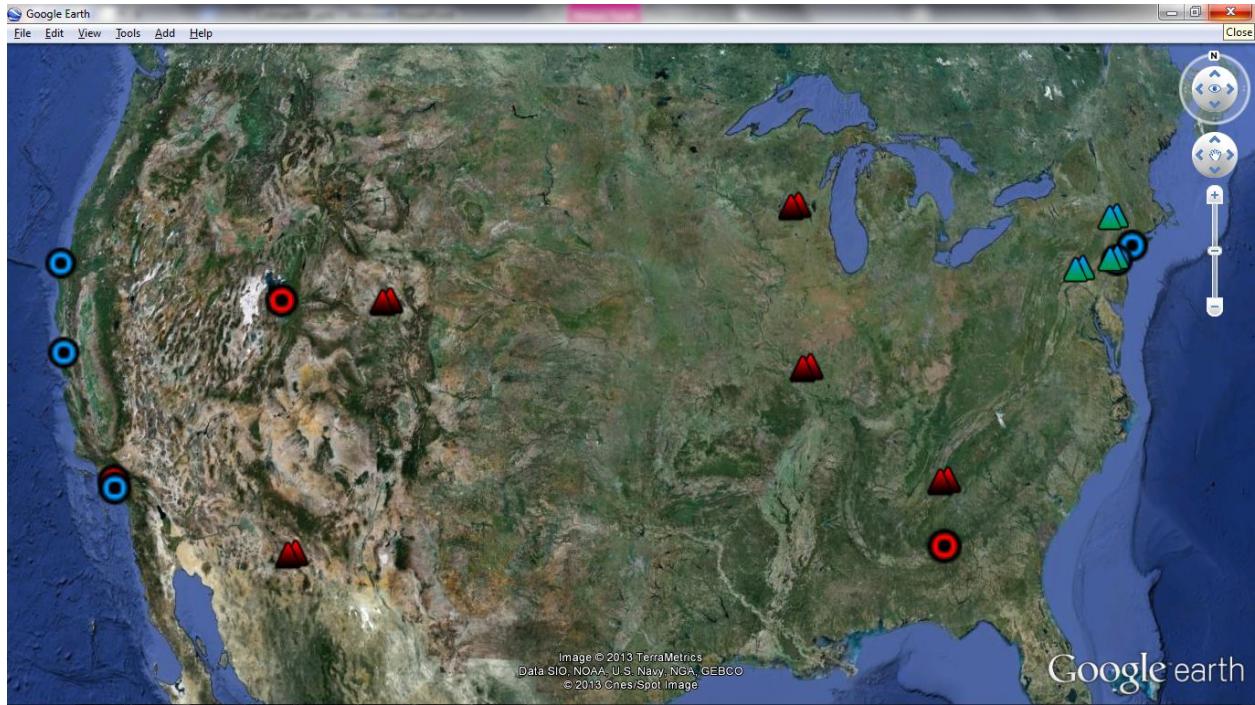 Google Earth
File Edit View Tools Add Help
Close
N
Image © 2013 TerraMetrics
Data SIO, NOAA, U.S. Navy, NGA, GEBCO
© 2013 Cnes/Spot Image
Google earth